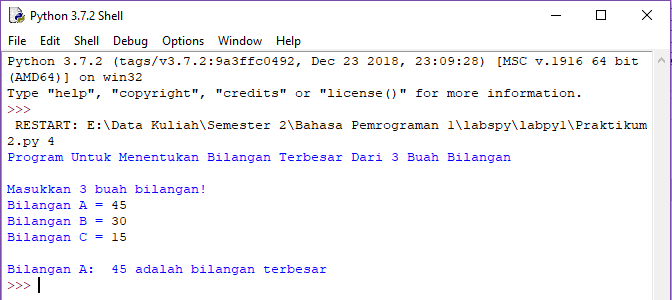 Python 3.7.2 Shell
File Edit Shell Debug Options Window Help
Python 3.7.2 (tags/v3.7.2:9a3ffc0492, Dec 23 2018, 23:09:28) [MSC v.1916 64 bit
(AMD64)] on win32
Type "help", "copyright", "credits" or "license()" for more information.
>>>
 RESTART: E:\Data Kuliah\Semester 2\Bahasa Pemrograman 1\labspy\labpy1\Praktikum
2.py 4
Program Untuk Menentukan Bilangan Terbesar Dari 3 Buah Bilangan

Masukkan 3 buah bilangan!
Bilangan A = 45
Bilangan B = 30
Bilangan C = 15

Bilangan A:  45 adalah bilangan terbesar
>>>